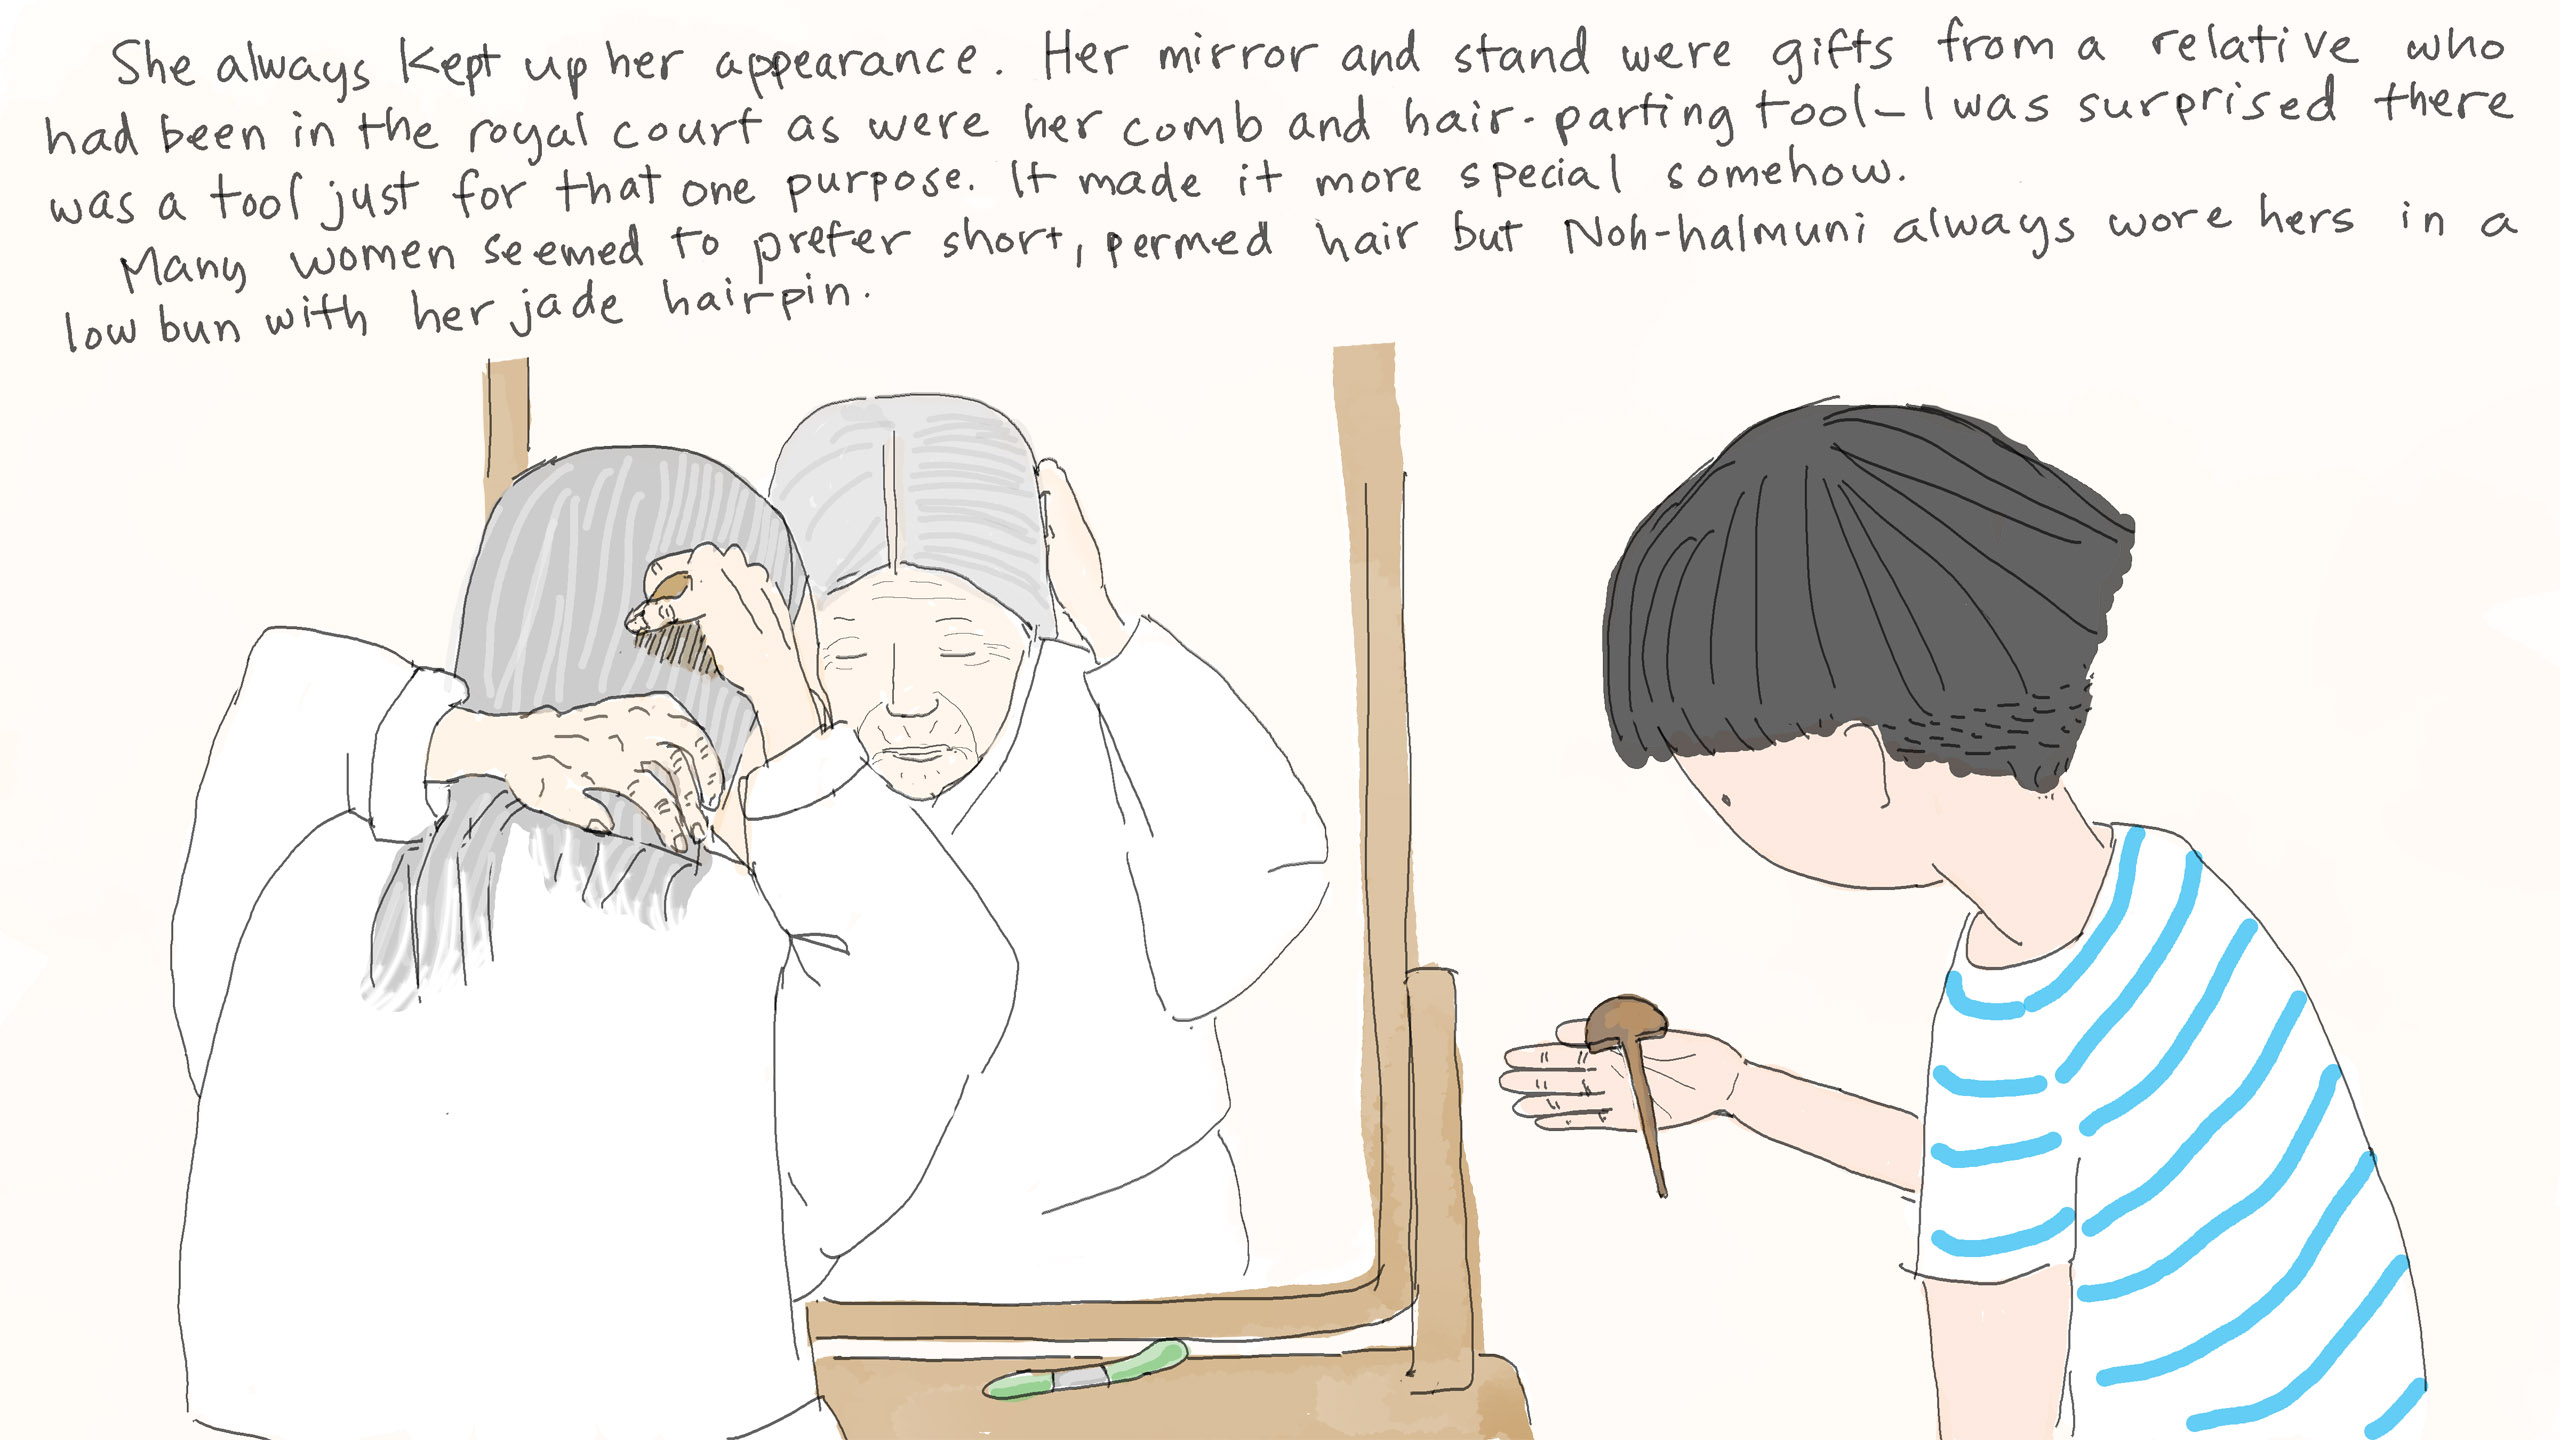 She always kept up her appearance. Her mirror and stand were gifts from a relative who
had been in the royal court as were her comb and hair-parting tool—I was surprised there
was a tool just for that one purpose. It made it more special somehow.
Many women seemed to prefer short, permed hair but Noh-halmuni always wore hers in a
low bun with her jade hairpin.